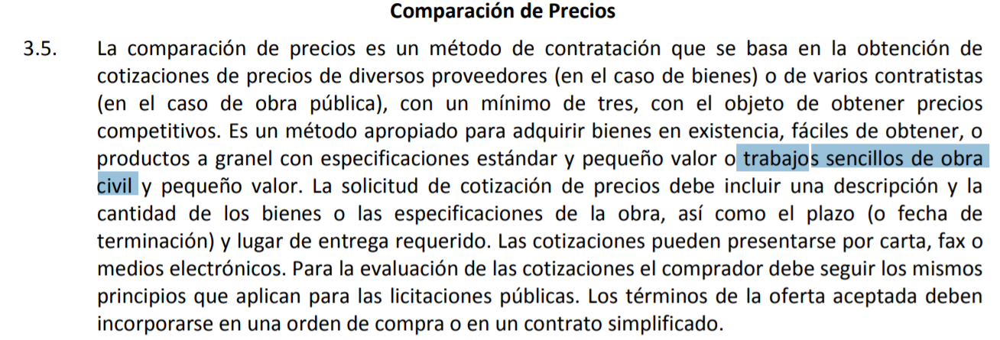 Comparación de Precios
3.5. La comparación de precios es un método de contratación que se basa en la obtención de
cotizaciones de precios de diversos proveedores (en el caso de bienes) o de varios contratistas
(en el caso de obra pública), con un mínimo de tres, con el objeto de obtener precios
competitivos. Es un método apropiado para adquirir bienes en existencia, fáciles de obtener, o
productos a granel con especificaciones estándar y pequeño valor o trabajos sencillos de obra
civil y pequeño valor. La solicitud de cotización de precios debe incluir una descripción y la
cantidad de los bienes o las especificaciones de la obra, así como el plazo (o fecha de
terminación) y lugar de entrega requerido. Las cotizaciones pueden presentarse por carta, fax o
medios electrónicos. Para la evaluación de las cotizaciones el comprador debe seguir los mismos
principios que aplican para las licitaciones públicas. Los términos de la oferta aceptada deben
incorporarse en una orden de compra o en un contrato simplificado.